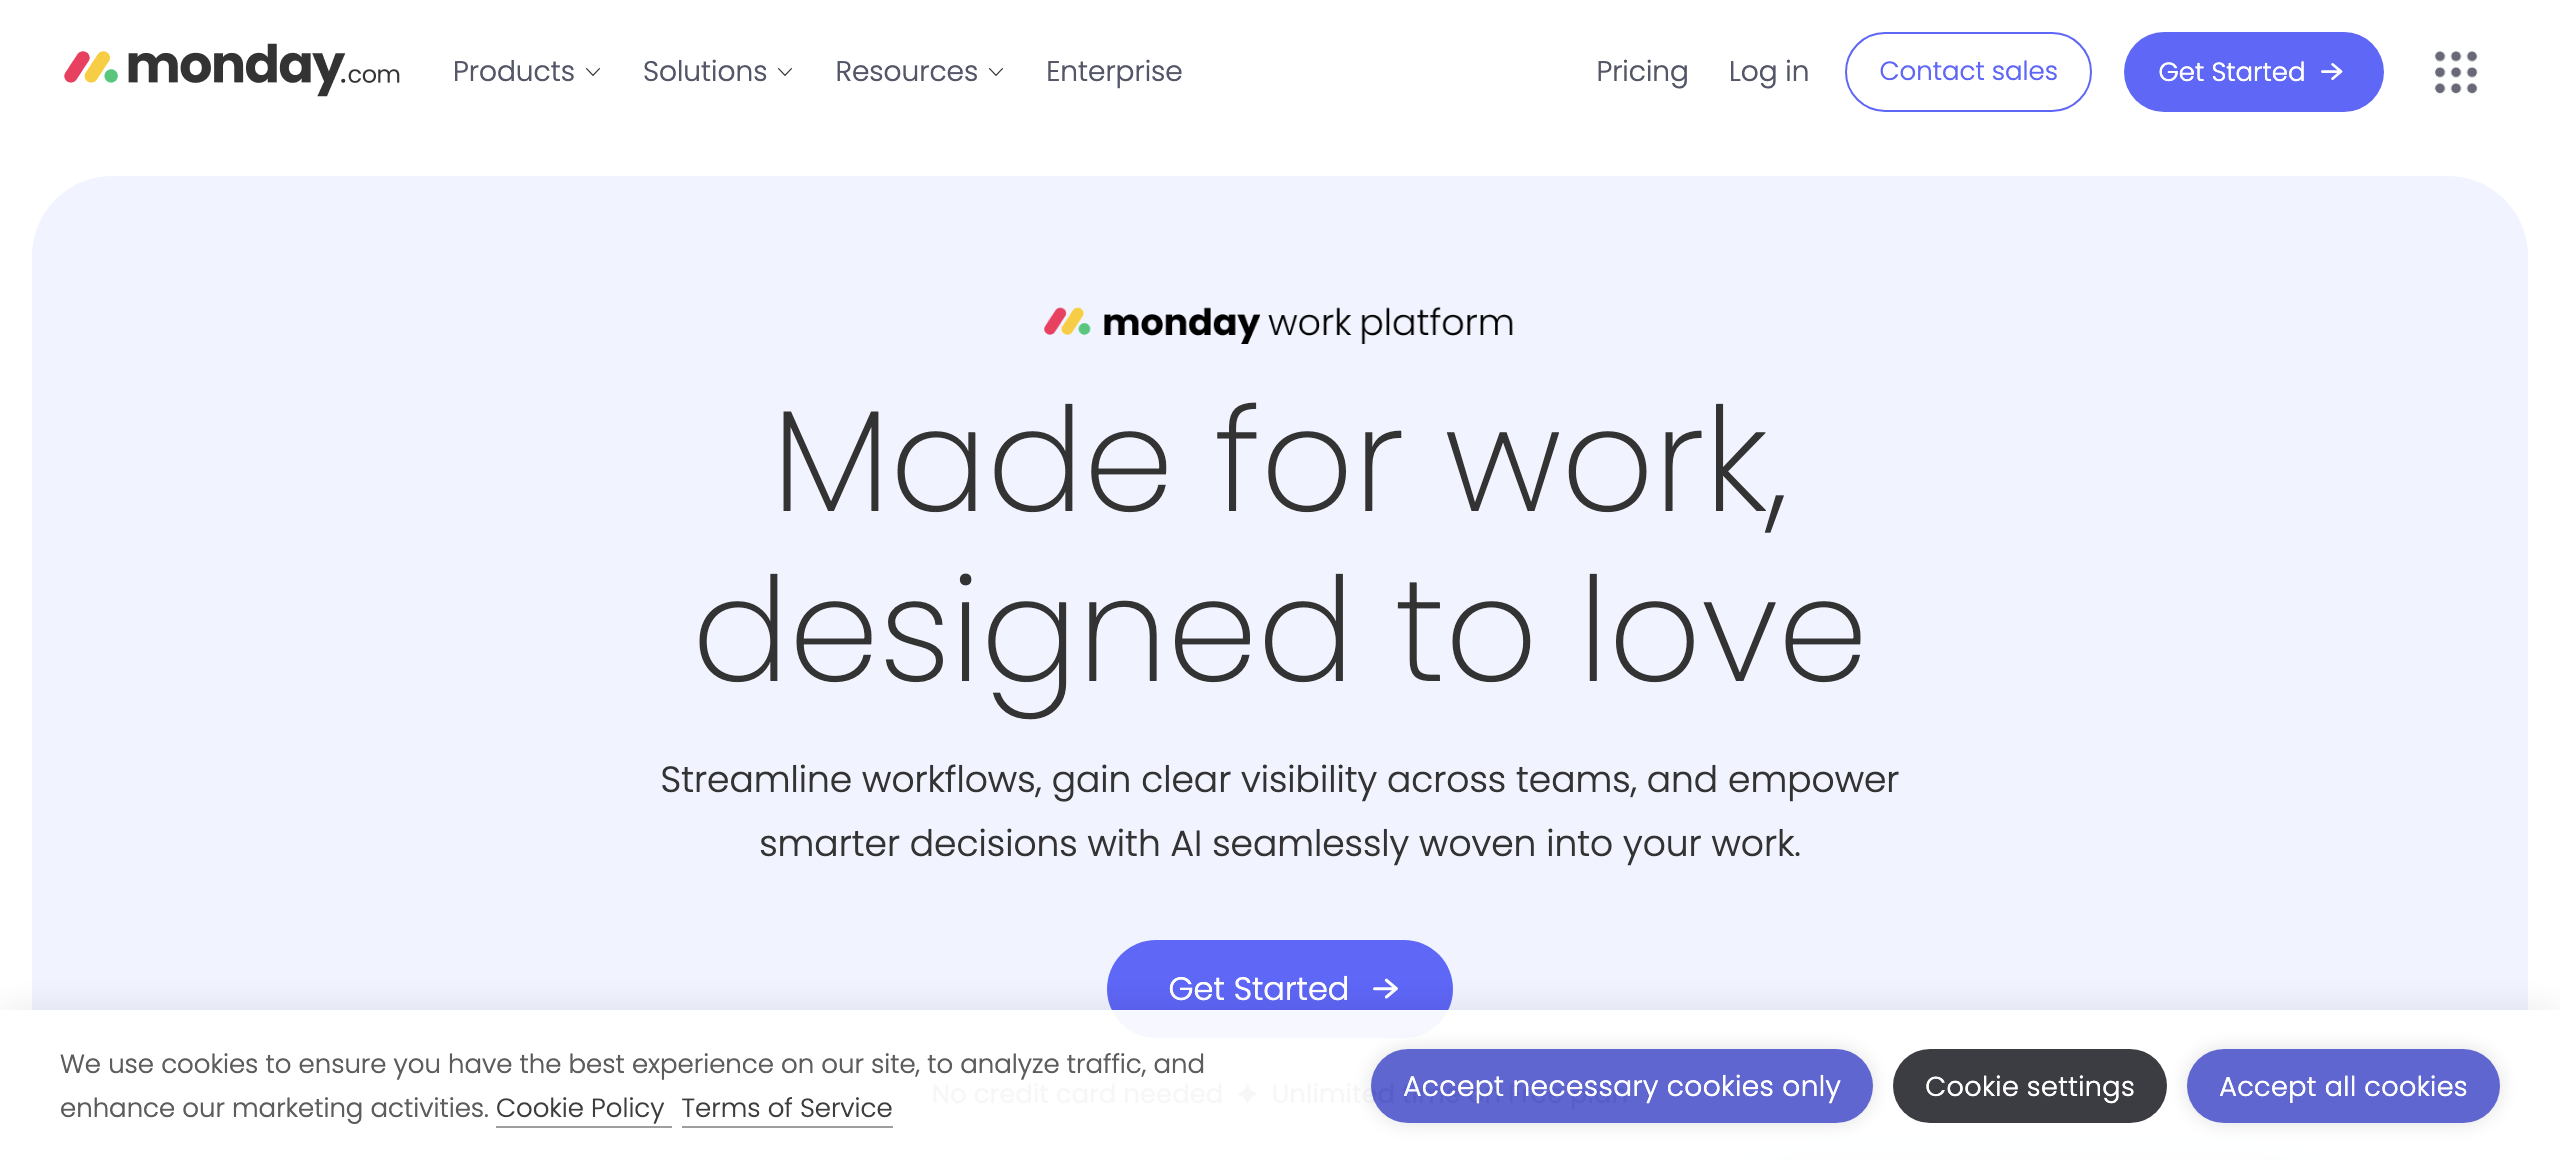 monday.com
Products
Solutions
Resources
Enterprise
Pricing
Log in
Contact sales
Get Started
monday work platform
Made for work,
designed to love
Streamline workflows, gain clear visibility across teams, and empower
smarter decisions with AI seamlessly woven into your work.
Get Started
No credit card needed ✦ Unlimited
We use cookies to ensure you have the best experience on our site, to analyze traffic, and
enhance our marketing activities. Cookie Policy Terms of Service
Accept necessary cookies only
Cookie settings
Accept all cookies